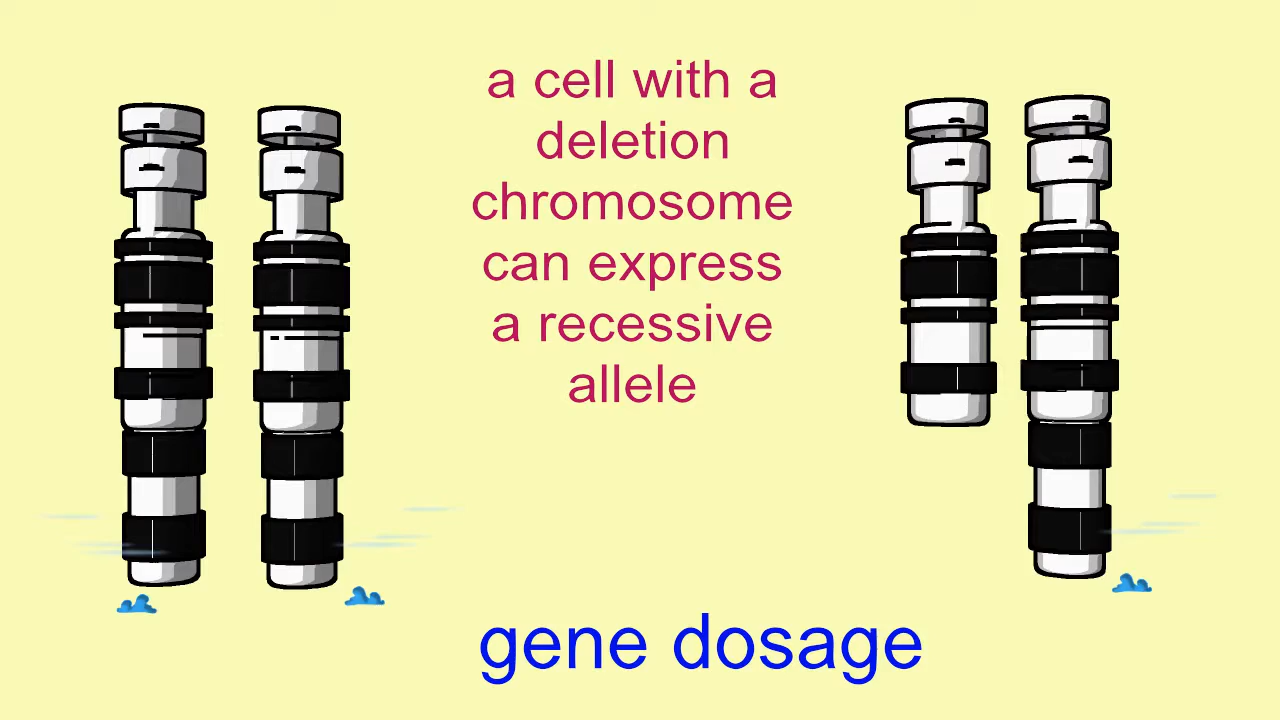 a cell with a
deletion
chromosome
can express
a recessive
allele
gene dosage